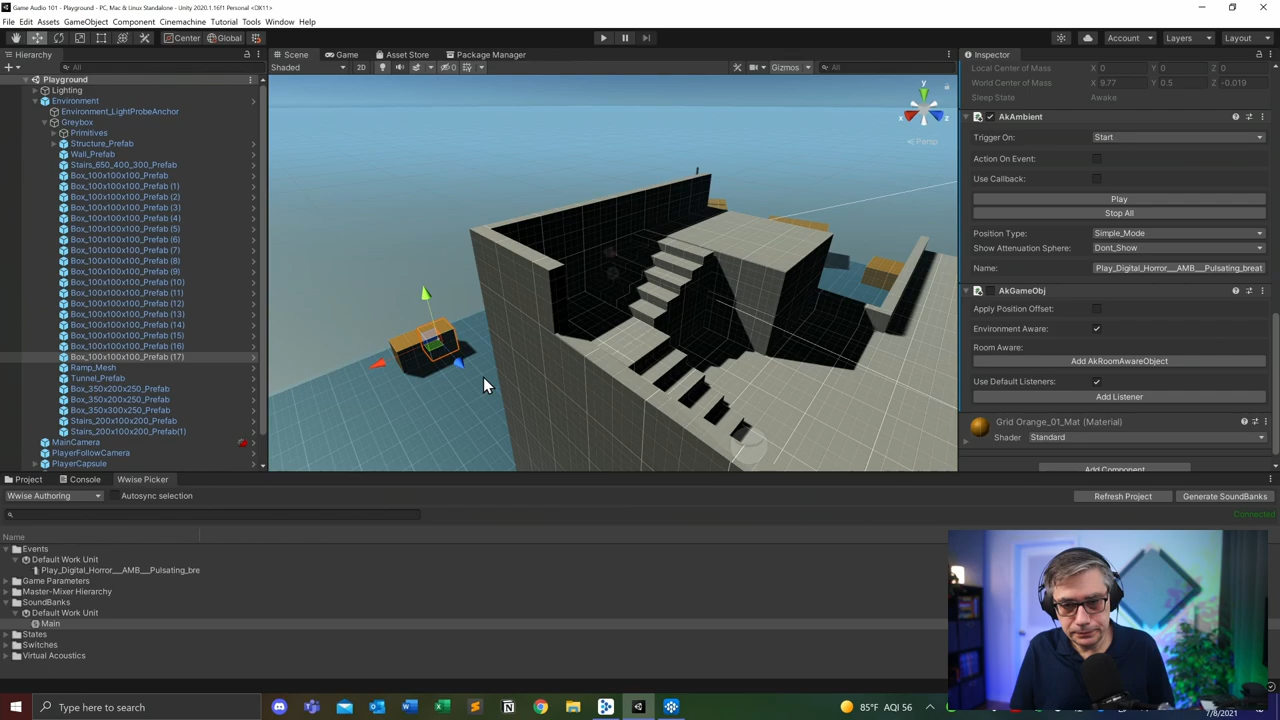 Game Audio 101 - Playground - PC, Mac & Linux Standalone - Unity 2020.1.16f1 Personal <DX11>
File Edit Assets GameObject Component Cinemachine Tutorial Tools Window Help
Center Global Account Layers Layout
Hierarchy
All
Playground
Lighting
Environment
Environment_LightProbeAnchor
Greybox
Primitives
Structure_Prefab
Wall_Prefab
Stairs_650_400_300_Prefab
Box_100x100x100_Prefab
Box_100x100x100_Prefab (1)
Box_100x100x100_Prefab (2)
Box_100x100x100_Prefab (3)
Box_100x100x100_Prefab (4)
Box_100x100x100_Prefab (5)
Box_100x100x100_Prefab (6)
Box_100x100x100_Prefab (7)
Box_100x100x100_Prefab (8)
Box_100x100x100_Prefab (9)
Box_100x100x100_Prefab (10)
Box_100x100x100_Prefab (11)
Box_100x100x100_Prefab (12)
Box_100x100x100_Prefab (13)
Box_100x100x100_Prefab (14)
Box_100x100x100_Prefab (15)
Box_100x100x100_Prefab (16)
Box_100x100x100_Prefab (17)
Ramp_Mesh
Tunnel_Prefab
Box_350x200x250_Prefab
Box_350x200x250_Prefab
Box_350x300x250_Prefab
Stairs_200x100x200_Prefab
Stairs_200x100x200_Prefab(1)
MainCamera
PlayerFollowCamera
PlayerCapsule
Scene Game Asset Store Package Manager
Shaded 2D 0 Gizmos All
y
x
z
Persp
Inspector
Local Center of Mass X 0 Y 0 Z 0
World Center of Mass X 9.77 Y 0.5 Z -0.019
Sleep State Awake
AkAmbient
Trigger On: Start
Action On Event:
Use Callback:
Play
Stop All
Position Type: Simple_Mode
Show Attenuation Sphere: Dont_Show
Name: Play_Digital_Horror__AMB__Pulsating_breat
AkGameObj
Apply Position Offset:
Environment Aware:
Room Aware:
Add AkRoomAwareObject
Use Default Listeners:
Add Listener
Grid Orange_01_Mat (Material)
Shader Standard
Add Component
Project Console Wwise Picker
Wwise Authoring Autosync selection Refresh Project Generate SoundBanks
Connected
Name
Events
Default Work Unit
Play_Digital_Horror__AMB__Pulsating_bre
Game Parameters
Master-Mixer Hierarchy
SoundBanks
Default Work Unit
Main
States
Switches
Virtual Acoustics
Type here to search
85°F AQI 56
7/8/2021